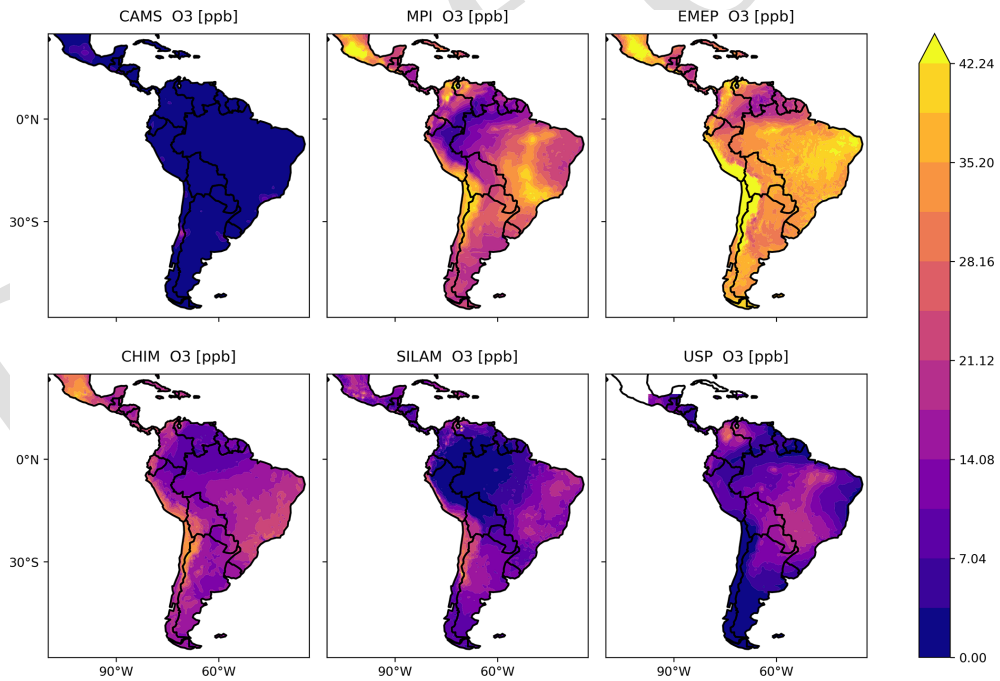 CAMS O3 [ppb]
MPI O3 [ppb]
EMEP O3 [ppb]
0°N
30°S
42.24
35.20
28.16
21.12
14.08
7.04
0.00
CHIM O3 [ppb]
SILAM O3 [ppb]
USP O3 [ppb]
0°N
30°S
90°W
60°W
90°W
60°W
90°W
60°W